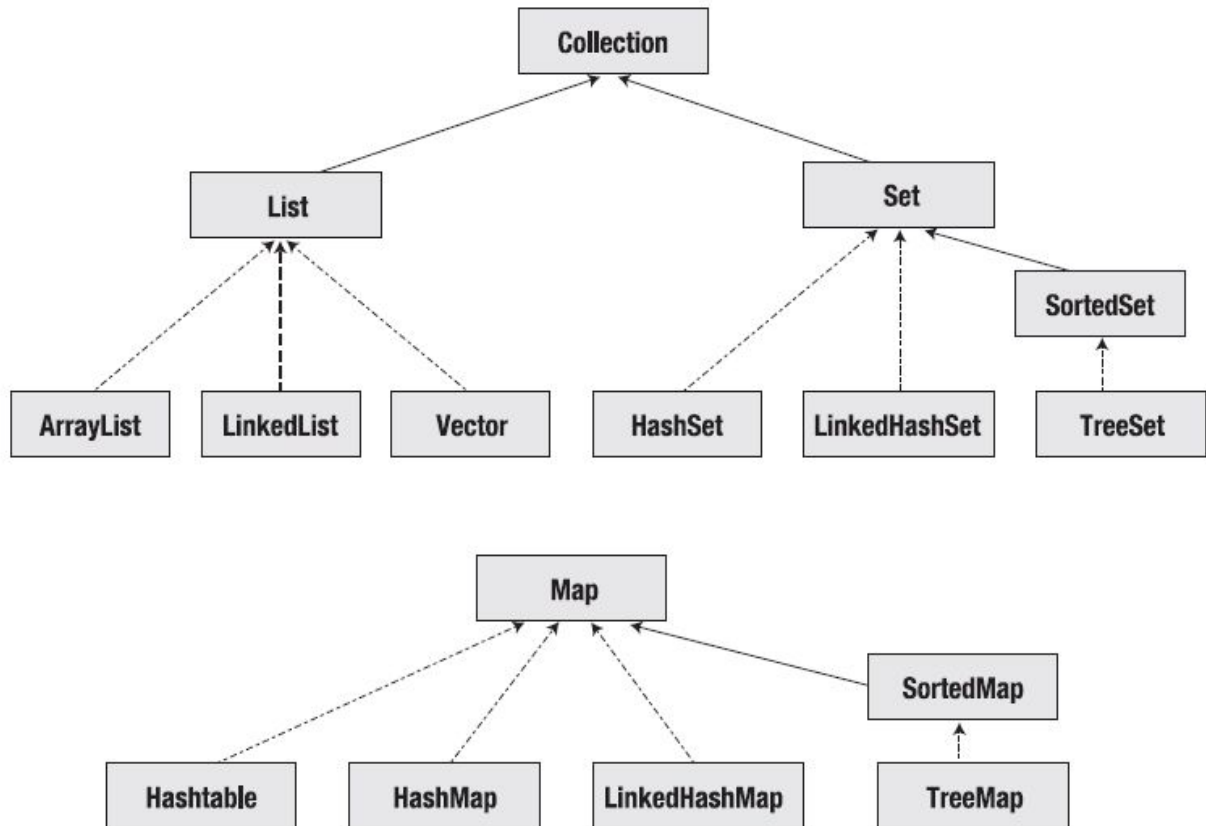 Collection
List
Set
SortedSet
ArrayList
LinkedList
Vector
HashSet
LinkedHashSet
TreeSet
Map
SortedMap
Hashtable
HashMap
LinkedHashMap
TreeMap